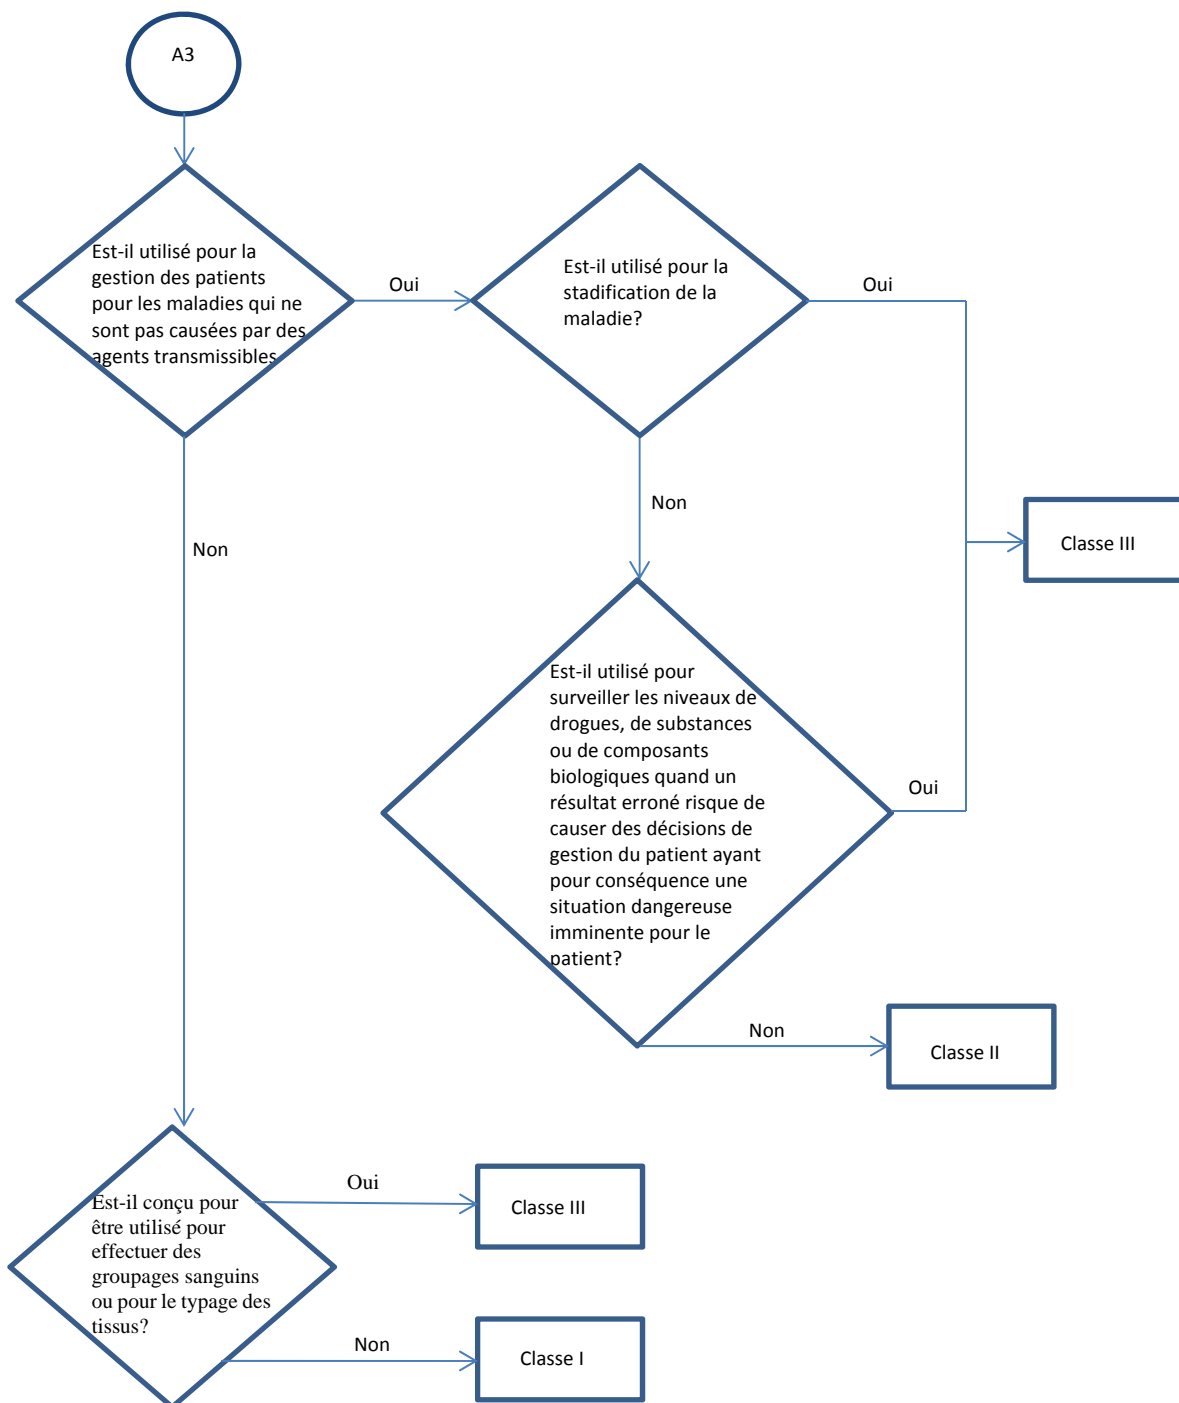 A3
Est-il utilisé pour la
gestion des patients
pour les maladies qui ne
sont pas causées par des
agents transmissibles
Oui
Est-il utilisé pour la
stadification de la
maladie?
Oui
Non
Non
Classe III
Est-il utilisé pour
surveiller les niveaux de
drogues, de substances
ou de composants
biologiques quand un
résultat erroné risque de
causer des décisions de
gestion du patient ayant
pour conséquence une
situation dangereuse
imminente pour le
patient?
Oui
Non
Classe II
Est-il conçu pour
être utilisé pour
effectuer des
groupages sanguins
ou pour le typage des
tissus?
Oui
Classe III
Non
Classe I